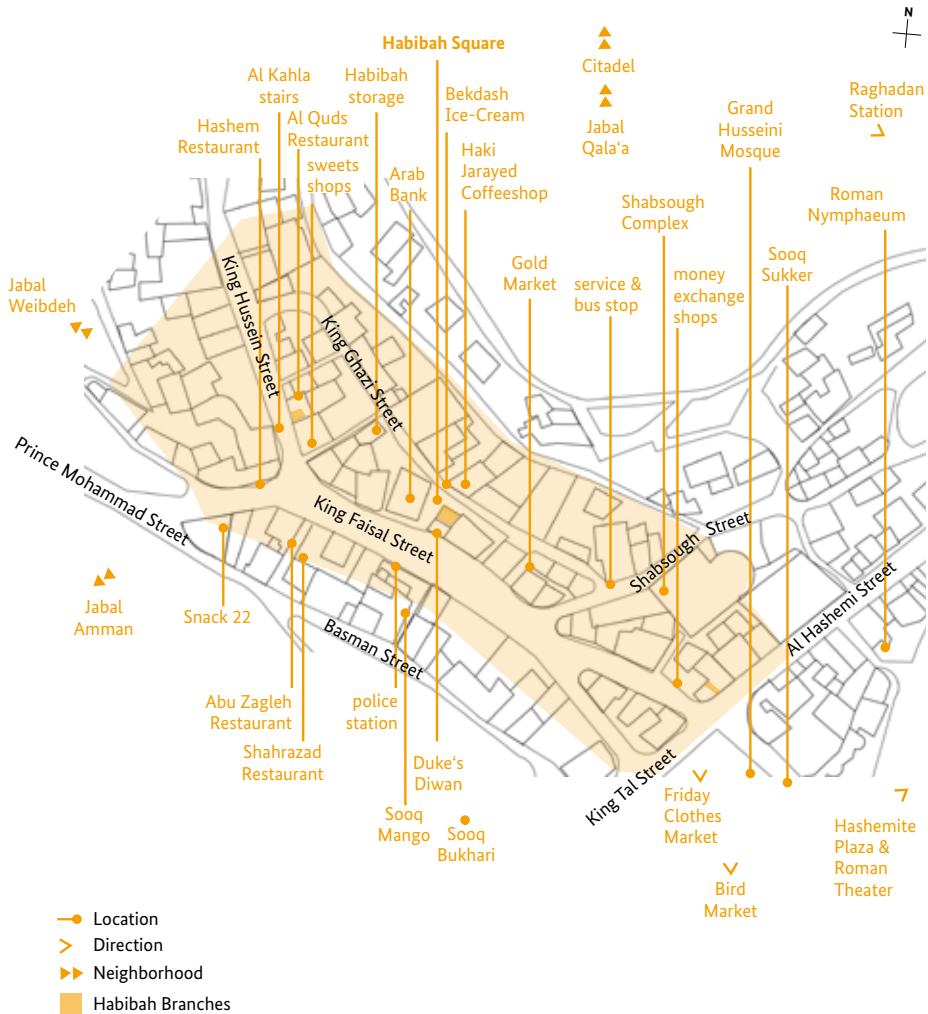 N
Habibah Square
Citadel
Al Kahla
stairs
Habibah
storage
Bekdash
Ice-Cream
Raghadan
Station
Grand
Husseini
Mosque
Jabal
Qala‘a
Hashem
Restaurant
Al Quds
Restaurant
sweets
shops
Haki
Jarayed
Coffeeshop
Arab
Bank
Shabsough
Complex
Roman
Nymphaeum
Gold
Market
service &
bus stop
money
exchange
shops
Sooq
Sukker
Jabal
Weibdeh
King Hussein Street
King Ghazi Street
Prince Mohammad Street
King Faisal Street
Shabsough Street
Al Hashemi Street
Basman Street
King Tal Street
Jabal
Amman
Snack 22
Abu Zagleh
Restaurant
Shahrazad
Restaurant
police
station
Duke‘s
Diwan
Sooq
Mango
Sooq
Bukhari
Friday
Clothes
Market
Bird
Market
Hashemite
Plaza &
Roman
Theater
Location
Direction
Neighborhood
Habibah Branches